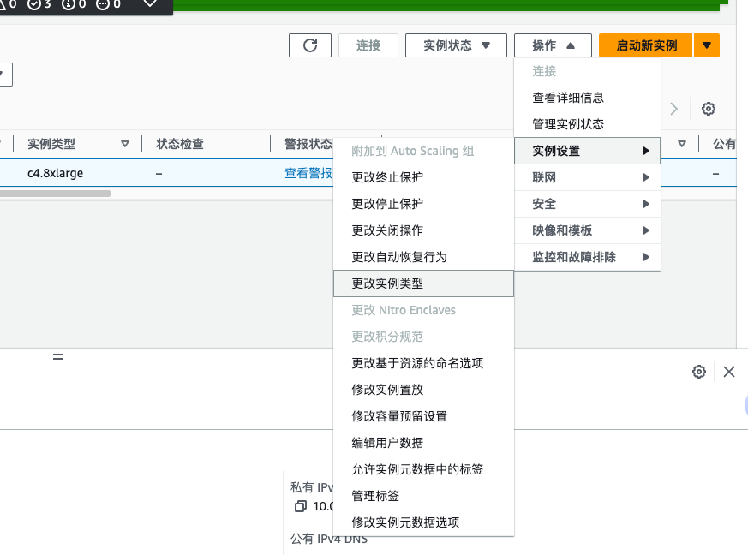 0 3 0 0
连接 实例状态 操作 启动新实例
连接
查看详细信息
管理实例状态
实例类型 状态检查 警报状态 实例设置 公有
附加到 Auto Scaling 组
c4.8xlarge – 查看警报 更改终止保护 联网 –
更改停止保护 安全
更改关闭操作 映像和模板
更改自动恢复行为 监控和故障排除
更改实例类型
更改 Nitro Enclaves
更改积分规范
更改基于资源的命名选项
修改实例置放
修改容量预留设置
编辑用户数据
允许实例元数据中的标签
私有 IPv
管理标签
10.0
修改实例元数据选项
公有 IPv4 DNS